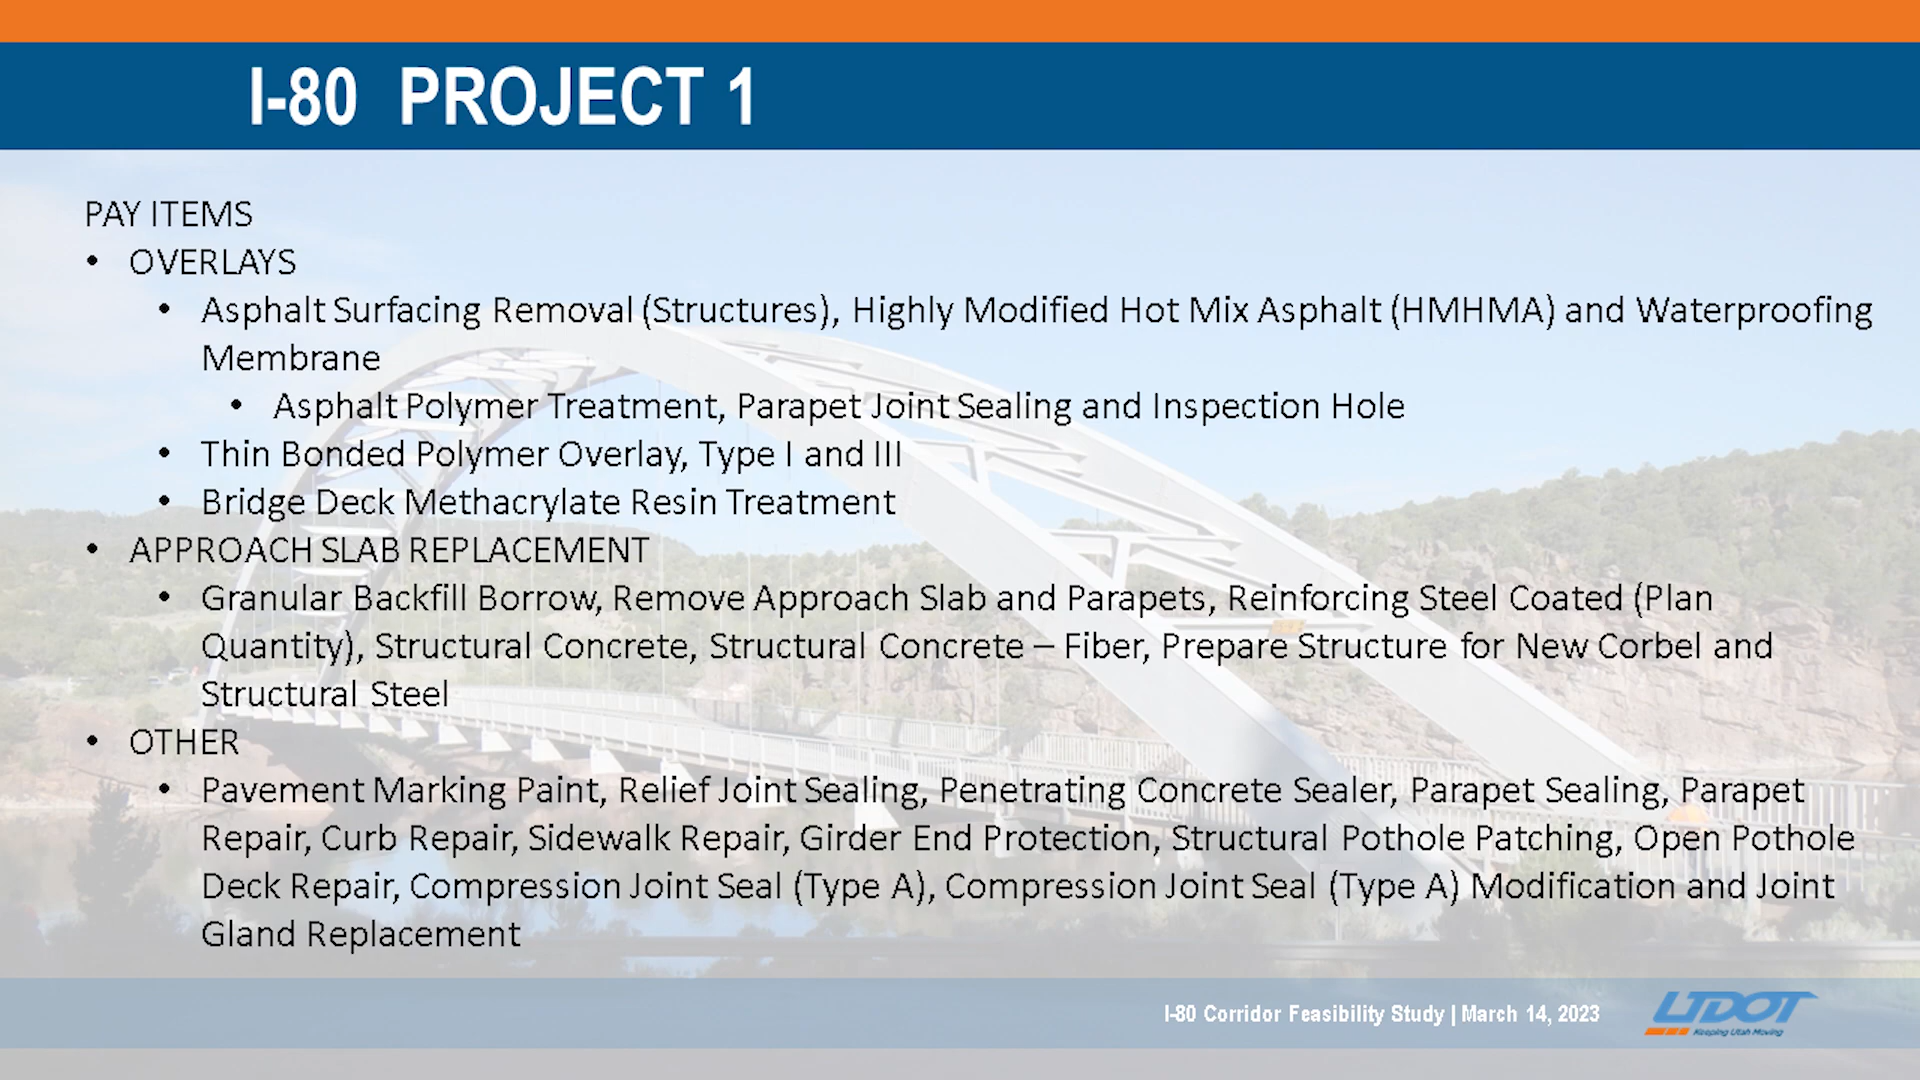 I-80 PROJECT 1
PAY ITEMS
• OVERLAYS
• Asphalt Surfacing Removal (Structures), Highly Modified Hot Mix Asphalt (HMHMA) and Waterproofing
Membrane
• Asphalt Polymer Treatment, Parapet Joint Sealing and Inspection Hole
• Thin Bonded Polymer Overlay, Type I and III
• Bridge Deck Methacrylate Resin Treatment
• APPROACH SLAB REPLACEMENT
• Granular Backfill Borrow, Remove Approach Slab and Parapets, Reinforcing Steel Coated (Plan
Quantity), Structural Concrete, Structural Concrete – Fiber, Prepare Structure for New Corbel and
Structural Steel
• OTHER
• Pavement Marking Paint, Relief Joint Sealing, Penetrating Concrete Sealer, Parapet Sealing, Parapet
Repair, Curb Repair, Sidewalk Repair, Girder End Protection, Structural Pothole Patching, Open Pothole
Deck Repair, Compression Joint Seal (Type A), Compression Joint Seal (Type A) Modification and Joint
Gland Replacement
I-80 Corridor Feasibility Study | March 14, 2023
UDOT
Keeping Utah Moving